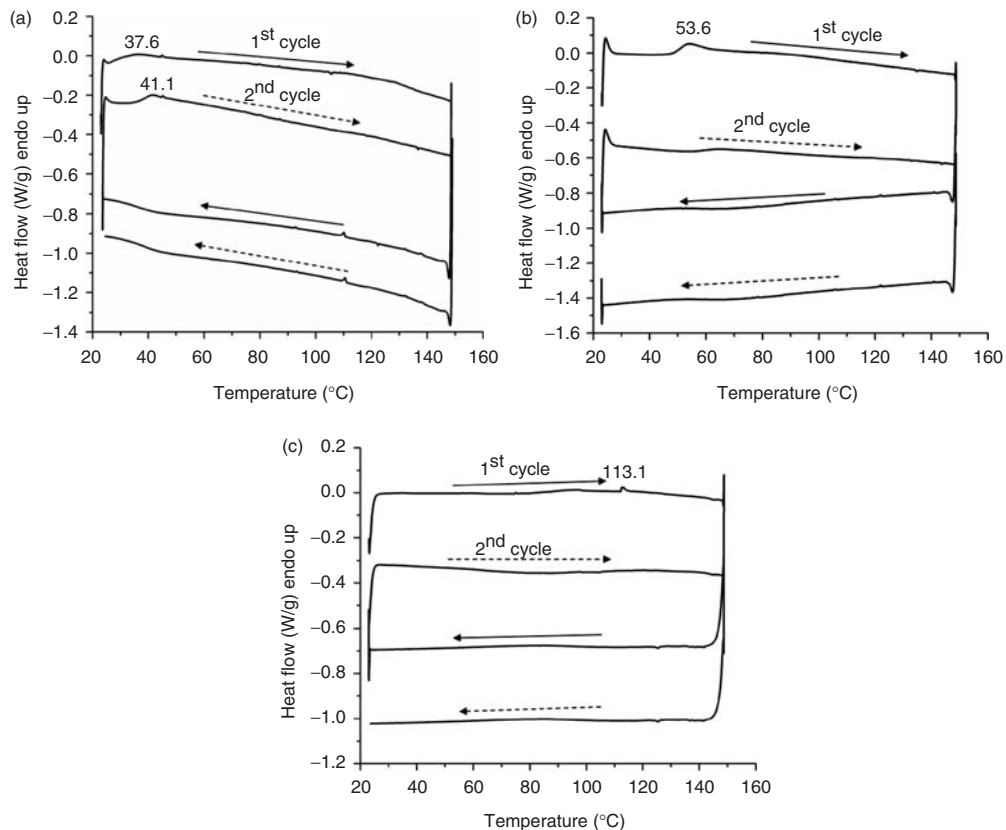 (a)
0.2
0.0
−0.2
−0.4
−0.6
−0.8
−1.0
−1.2
−1.4
Heat flow (W/g) endo up
37.6
1st cycle
41.1
2nd cycle
20 40 60 80 100 120 140 160
Temperature (°C)
(b)
0.2
0.0
−0.2
−0.4
−0.6
−0.8
−1.0
−1.2
−1.4
−1.6
Heat flow (W/g) endo up
53.6
1st cycle
2nd cycle
20 40 60 80 100 120 140 160
Temperature (°C)
(c)
0.2
0.0
−0.2
−0.4
−0.6
−0.8
−1.0
−1.2
Heat flow (W/g) endo up
1st cycle
113.1
2nd cycle
20 40 60 80 100 120 140 160
Temperature (°C)